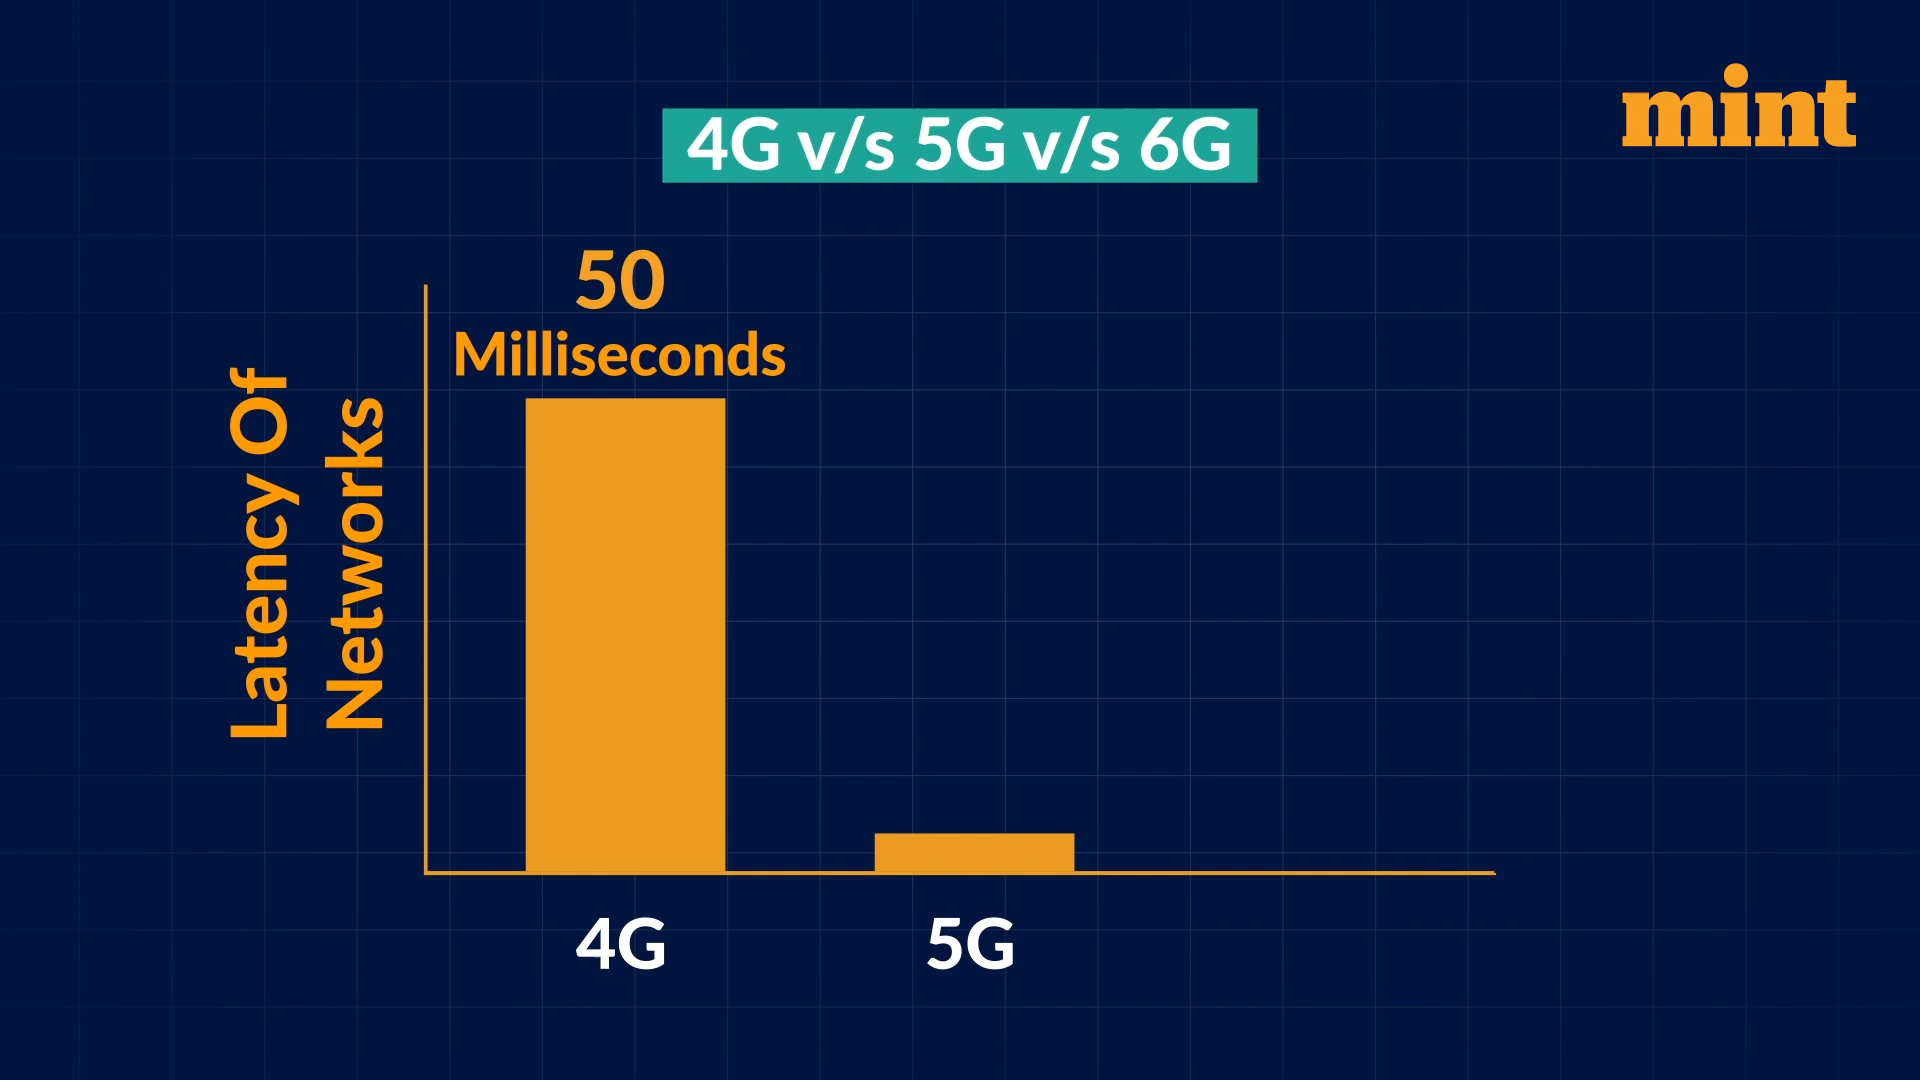 mint
4G v/s 5G v/s 6G
50
Milliseconds
Latency Of
Networks
4G
5G